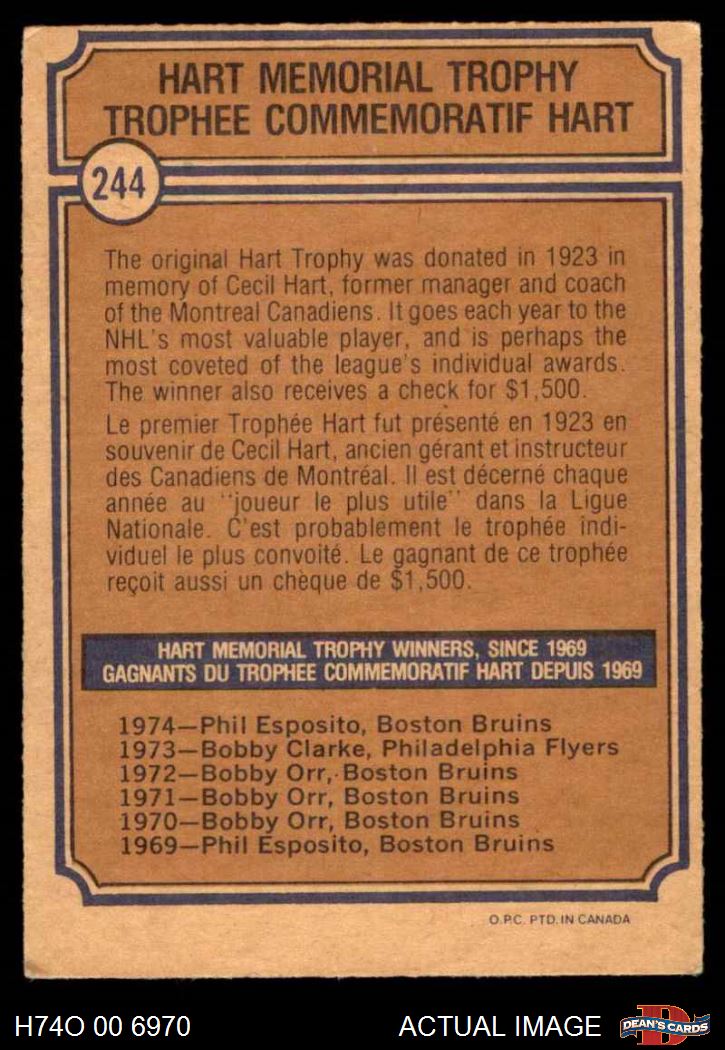 HART MEMORIAL TROPHY
TROPHEE COMMEMORATIF HART
244
The original Hart Trophy was donated in 1923 in
memory of Cecil Hart, former manager and coach
of the Montreal Canadiens. It goes each year to the
NHL's most valuable player, and is perhaps the
most coveted of the league's individual awards.
The winner also receives a check for $1,500.
Le premier Trophée Hart fut présenté en 1923 en
souvenir de Cecil Hart, ancien gérant et instructeur
des Canadiens de Montréal. Il est décerné chaque
année au "joueur le plus utile" dans la Ligue
Nationale. C'est probablement le trophée indi-
viduel le plus convoité. Le gagnant de ce trophée
reçoit aussi un chèque de $1,500.
HART MEMORIAL TROPHY WINNERS, SINCE 1969
GAGNANTS DU TROPHEE COMMEMORATIF HART DEPUIS 1969
1974—Phil Esposito, Boston Bruins
1973—Bobby Clarke, Philadelphia Flyers
1972—Bobby Orr, Boston Bruins
1971—Bobby Orr, Boston Bruins
1970—Bobby Orr, Boston Bruins
1969—Phil Esposito, Boston Bruins
O.P.C. PTD. IN CANADA
H74O 00 6970
ACTUAL IMAGE
D
DEAN'S CARDS